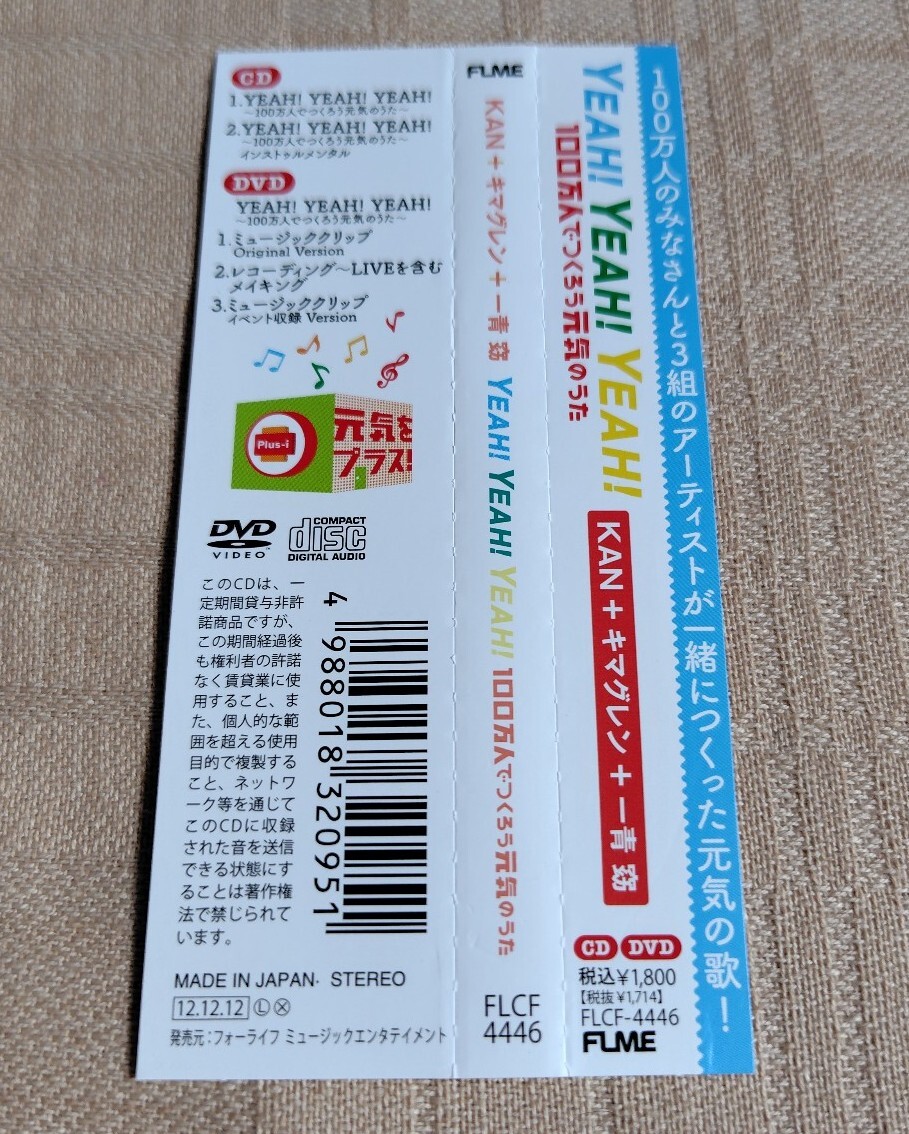 CD
1.YEAH! YEAH! YEAH!
～100万人でつくろう元気のうた～
2.YEAH! YEAH! YEAH!
～100万人でつくろう元気のうた～
インストゥルメンタル
DVD
YEAH! YEAH! YEAH!
～100万人でつくろう元気のうた～
1.ミュージッククリップ
Original Version
2.レコーディング～LIVEを含む
メイキング
3.ミュージッククリップ
イベント収録 Version
Plus-i
元気を
プラス!
DVD
VIDEO™
COMPACT
disc
DIGITAL AUDIO
このCDは、一
定期間貸与非許
諾商品ですが、
この期間経過後
も権利者の許諾
なく賃貸業に使
用すること、ま
た、個人的な範
囲を超える使用
目的で複製する
こと、ネットワ
ーク等を通じて
このCDに収録
された音を送信
できる状態にす
ることは著作権
法で禁じられて
います。
4 988018 320951
MADE IN JAPAN· STEREO
12.12.12 Ⓛ Ⓧ
発売元:フォーライフ ミュージックエンタテイメント
FLME
KAN+キマグレン+一青 窈 YEAH! YEAH! YEAH! 100万人でつくろう元気のうた
FLCF
4446
YEAH! YEAH! YEAH!
100万人でつくろう元気のうた
KAN+キマグレン+一青 窈
CD DVD
税込¥1,800
【税抜¥1,714】
FLCF-4446
FLME
100万人のみなさんと3組のアーティストが一緒につくった元気の歌!